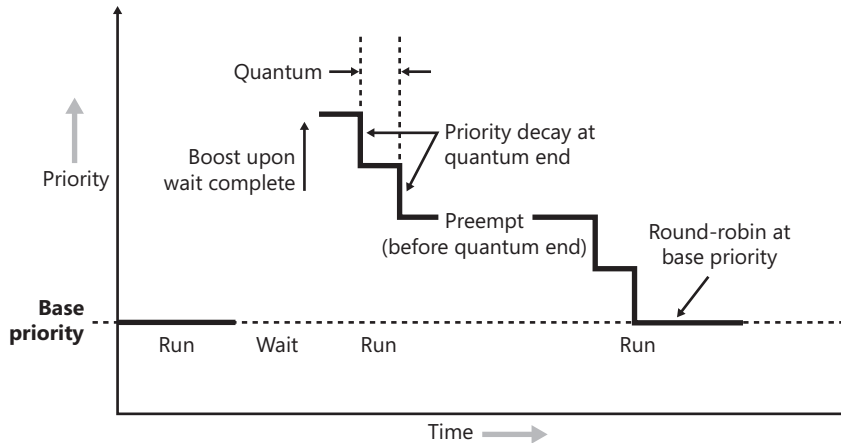 Quantum
Priority decay at
quantum end
Boost upon
wait complete
Priority
Preempt
(before quantum end)
Round-robin at
base priority
Base
priority
Run
Wait
Run
Run
Time